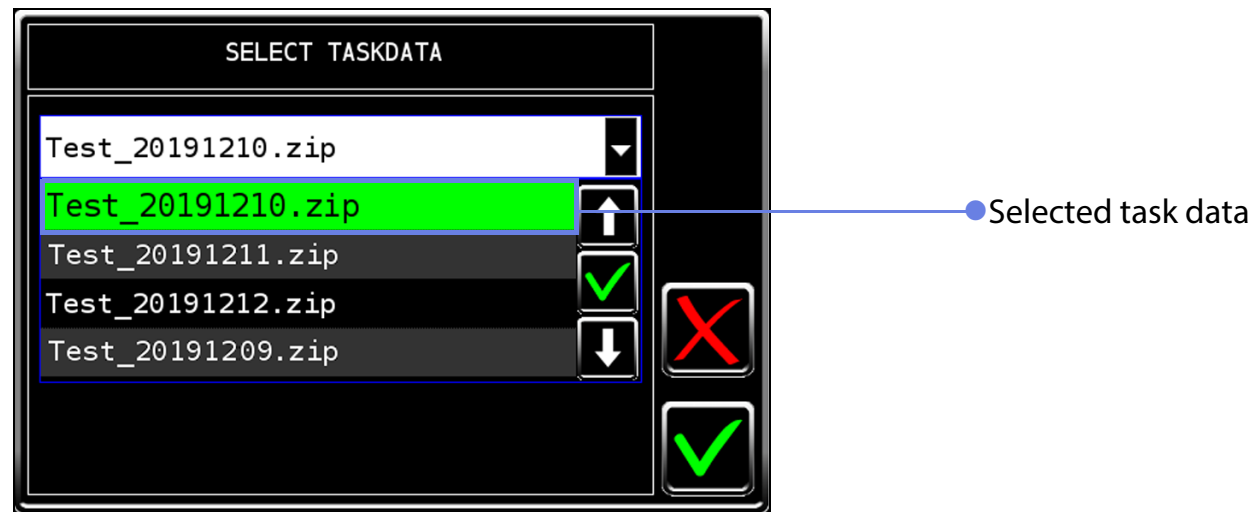 SELECT TASKDATA
Test_20191210.zip
Test_20191210.zip
Test_20191211.zip
Test_20191212.zip
Test_20191209.zip
Selected task data